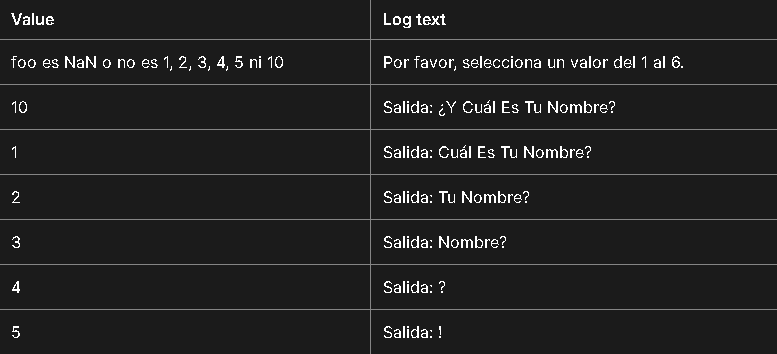 Value Log text
foo es NaN o no es 1, 2, 3, 4, 5 ni 10 Por favor, selecciona un valor del 1 al 6.
10 Salida: ¿Y Cuál Es Tu Nombre?
1 Salida: Cuál Es Tu Nombre?
2 Salida: Tu Nombre?
3 Salida: Nombre?
4 Salida: ?
5 Salida: !